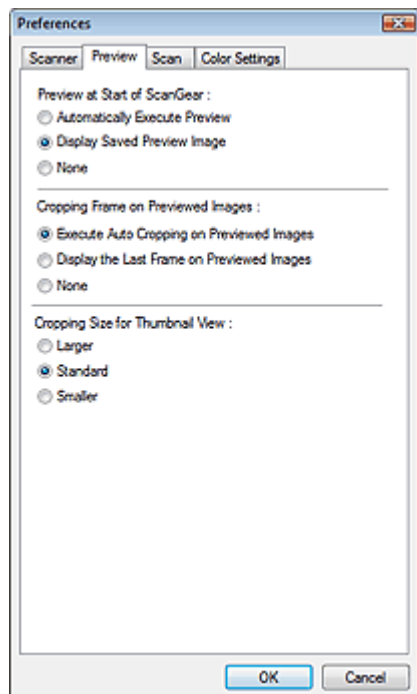 Preferences
Scanner Preview Scan Color Settings
Preview at Start of ScanGear :
Automatically Execute Preview
Display Saved Preview Image
None
Cropping Frame on Previewed Images :
Execute Auto Cropping on Previewed Images
Display the Last Frame on Previewed Images
None
Cropping Size for Thumbnail View :
Larger
Standard
Smaller
OK Cancel